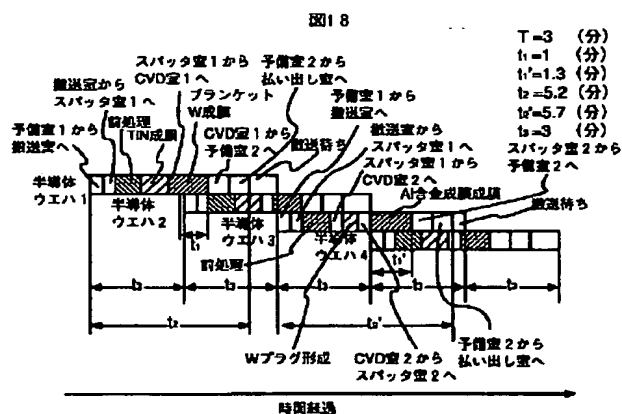 図18
T=3 (分)
t₁=1 (分)
t₁'=1.3 (分)
t₂=5.2 (分)
t₂'=5.7 (分)
t₃=3 (分)
スパッタ室1から
CVD室1へ
予備室2から
払い出し室へ
搬送室から
スパッタ室1へ
ブランケット
W成膜
予備室1から
搬送室へ
スパッタ室2から
予備室2へ
前処理
TiN成膜
CVD室1から
予備室2へ
搬送待ち
搬送室から
スパッタ室1へ
予備室1から
搬送室へ
スパッタ室1から
CVD室2へ
Al合金成膜成膜
搬送待ち
半導体
ウエハ1
半導体
ウエハ2
半導体
ウエハ3
半導体
ウエハ4
t₁
前処理
t₁'
t₃
t₃
t₃
t₃
t₃
t₂
t₂'
Wプラグ形成
CVD室2から
スパッタ室2へ
予備室2から
払い出し室へ
時間経過